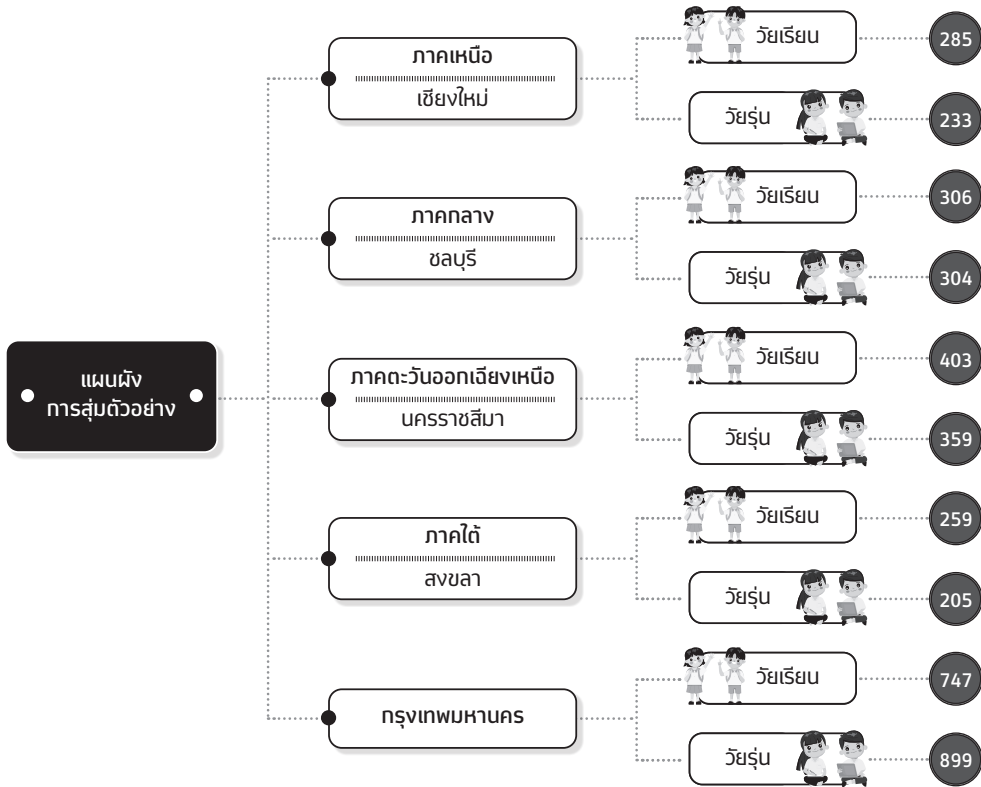 แผนผัง
การสุ่มตัวอย่าง
ภาคเหนือ
เชียงใหม่
วัยเรียน
285
วัยรุ่น
233
ภาคกลาง
ชลบุรี
วัยเรียน
306
วัยรุ่น
304
ภาคตะวันออกเฉียงเหนือ
นครราชสีมา
วัยเรียน
403
วัยรุ่น
359
ภาคใต้
สงขลา
วัยเรียน
259
วัยรุ่น
205
กรุงเทพมหานคร
วัยเรียน
747
วัยรุ่น
899